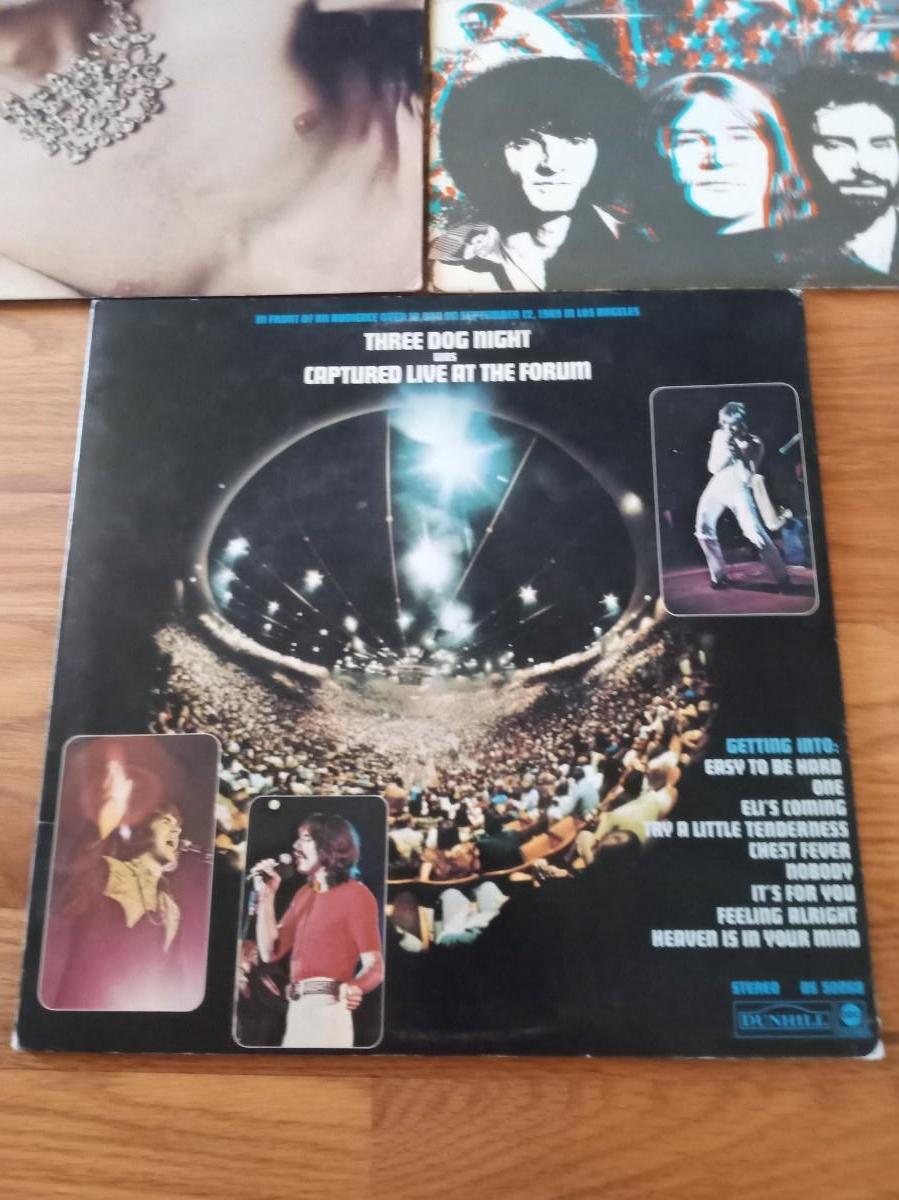 IN FRONT OF AN AUDIENCE OVER 18,000 ON SEPTEMBER 12, 1969 IN LOS ANGELES
THREE DOG NIGHT
WAS
CAPTURED LIVE AT THE FORUM
GETTING INTO:
EASY TO BE HARD
ONE
ELI'S COMING
TRY A LITTLE TENDERNESS
CHEST FEVER
NOBODY
IT'S FOR YOU
FEELING ALRIGHT
HEAVEN IS IN YOUR MIND
STEREO DS 50068
DUNHILL